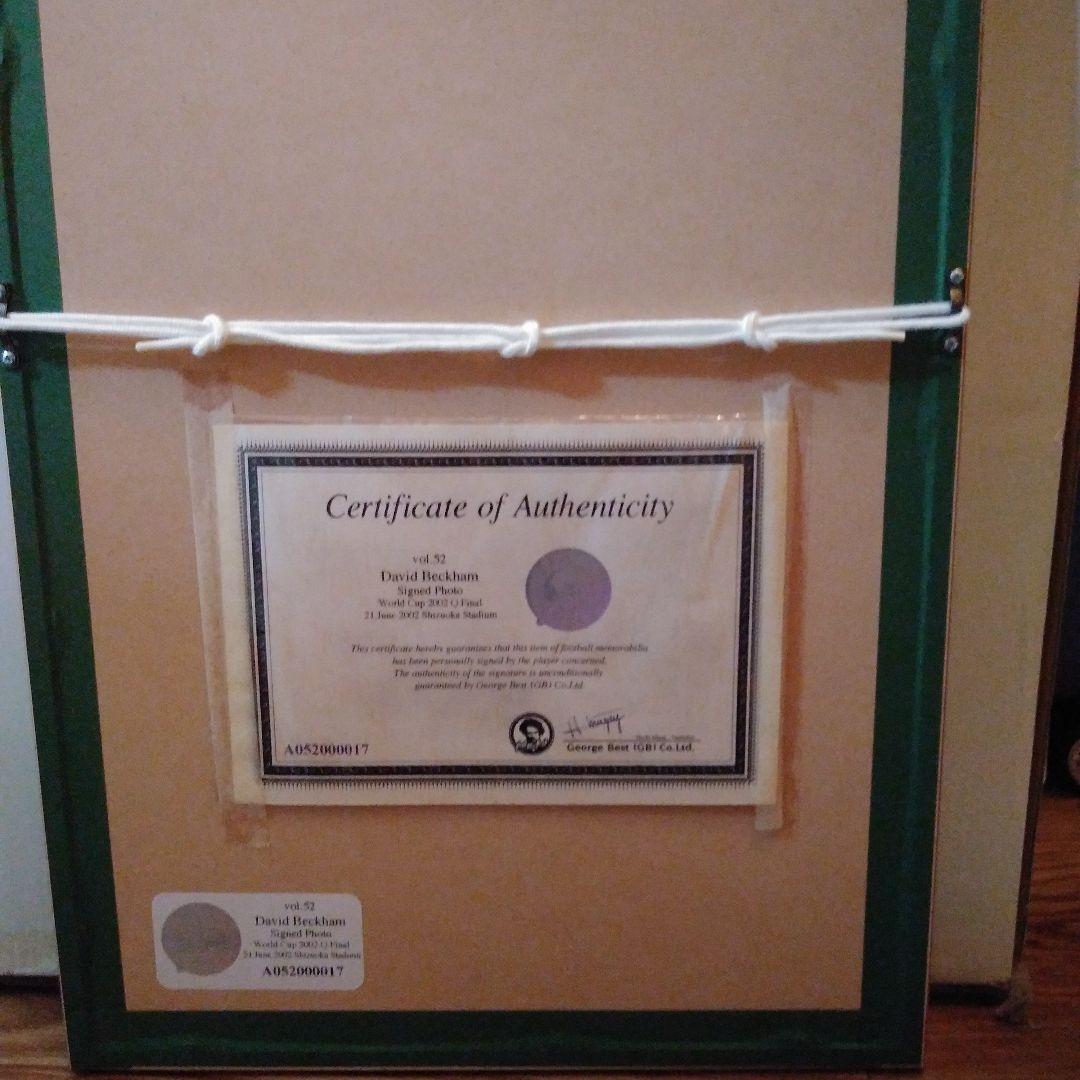 Certificate of Authenticity
vol.52
David Beckham
Signed Photo
World Cup 2002 Q Final
21 June 2002 Shizuoka Stadium
This certificate hereby guarantees that this item of football memorabilia
has been personally signed by the player concerned.
The authenticity of the signature is unconditionally
guaranteed by George Best (GB) Co.Ltd.
A052000017
George Best (GB) Co.Ltd.
vol.52
David Beckham
Signed Photo
World Cup 2002 Q Final
21 June 2002 Shizuoka Stadium
A052000017